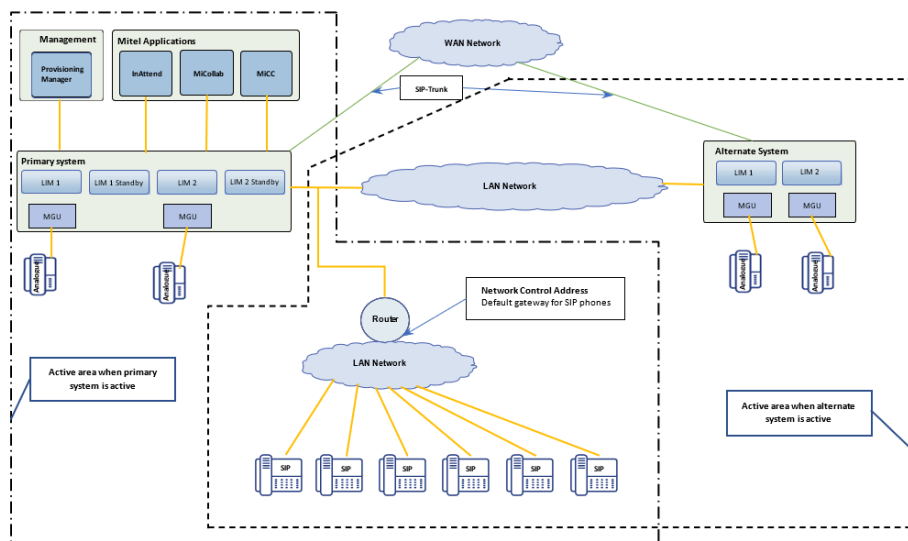 Management
Provisioning
Manager
Mitel Applications
InAttend
MiCollab
MiCC
WAN Network
SIP-Trunk
Primary system
LIM 1
LIM 1 Standby
LIM 2
LIM 2 Standby
MGU
MGU
Analogue
Analogue
LAN Network
Alternate System
LIM 1
LIM 2
MGU
MGU
Analogue
Analogue
Network Control Address
Default gateway for SIP phones
Router
LAN Network
Active area when primary
system is active
Active area when alternate
system is active
SIP
SIP
SIP
SIP
SIP
SIP